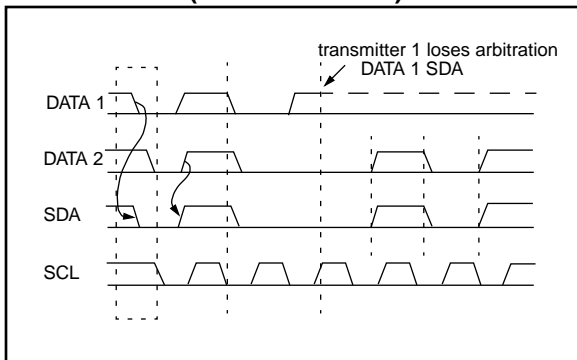 transmitter 1 loses arbitration
DATA 1 SDA
DATA 1
DATA 2
SDA
SCL